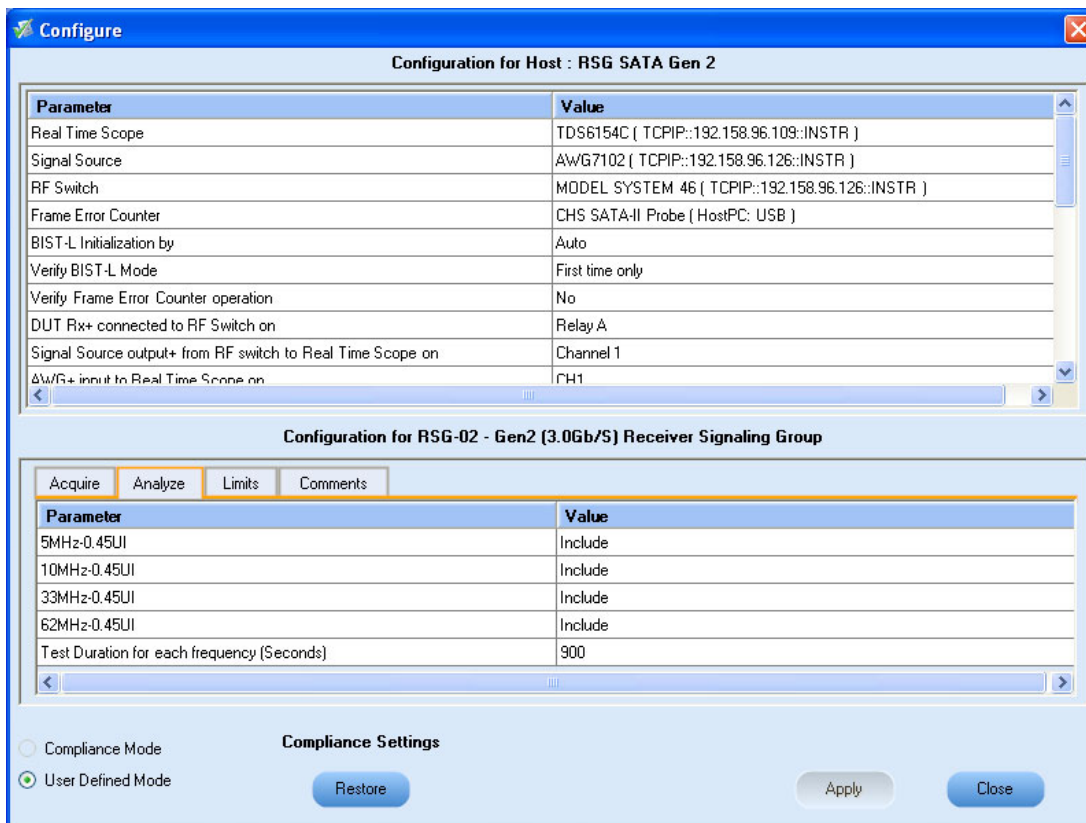 Configure
Configuration for Host : RSG SATA Gen 2
Parameter Value
Real Time Scope TDS6154C ( TCPIP::192.158.96.109::INSTR )
Signal Source AWG7102 ( TCPIP::192.158.96.126::INSTR )
RF Switch MODEL SYSTEM 46 ( TCPIP::192.158.96.126::INSTR )
Frame Error Counter CHS SATA-II Probe ( HostPC: USB )
BIST-L Initialization by Auto
Verify BIST-L Mode First time only
Verify Frame Error Counter operation No
DUT Rx+ connected to RF Switch on Relay A
Signal Source output+ from RF switch to Real Time Scope on Channel 1
AWG+ input to Real Time Scope on CH1
Configuration for RSG-02 - Gen2 (3.0Gb/S) Receiver Signaling Group
Acquire Analyze Limits Comments
Parameter Value
5MHz-0.45UI Include
10MHz-0.45UI Include
33MHz-0.45UI Include
62MHz-0.45UI Include
Test Duration for each frequency (Seconds) 900
Compliance Mode Compliance Settings
User Defined Mode Restore Apply Close